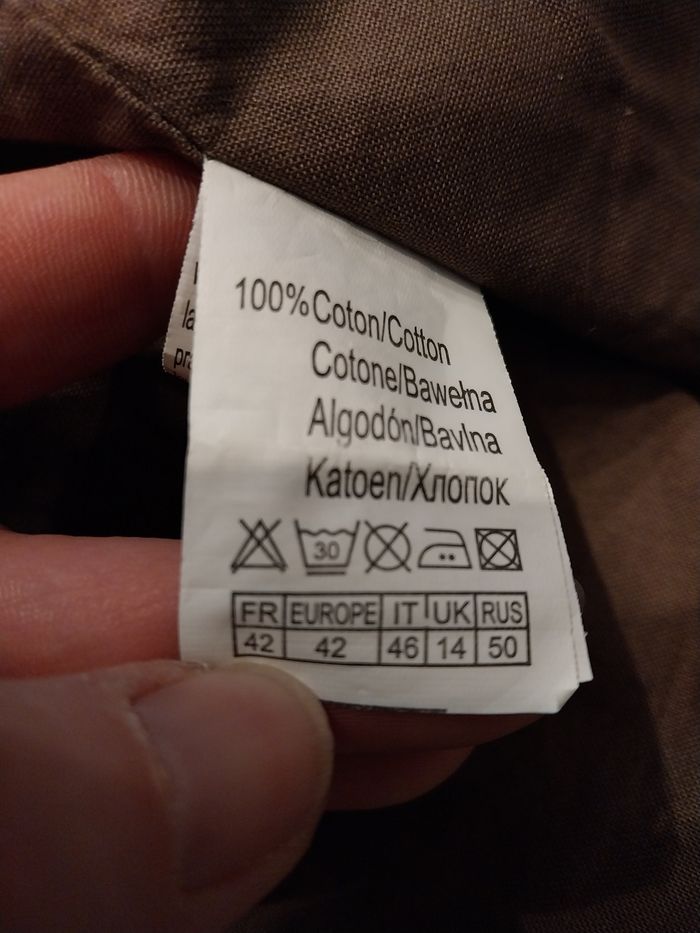 100%Coton/Cotton
Cotone/Bawełna
Algodón/Bavlna
Katoen/Хлопок
30
FR EUROPE IT UK RUS
42 42 46 14 50